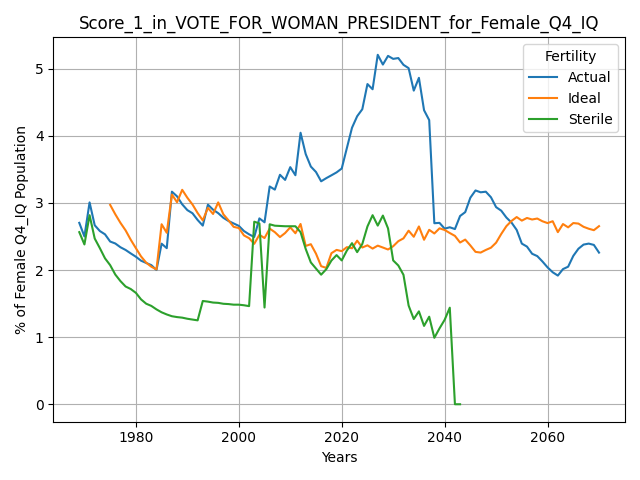 Score_1_in_VOTE_FOR_WOMAN_PRESIDENT_for_Female_Q4_IQ
% of Female Q4_IQ Population
5
4
3
2
1
0
Fertility
Actual
Ideal
Sterile
1980
2000
2020
2040
2060
Years